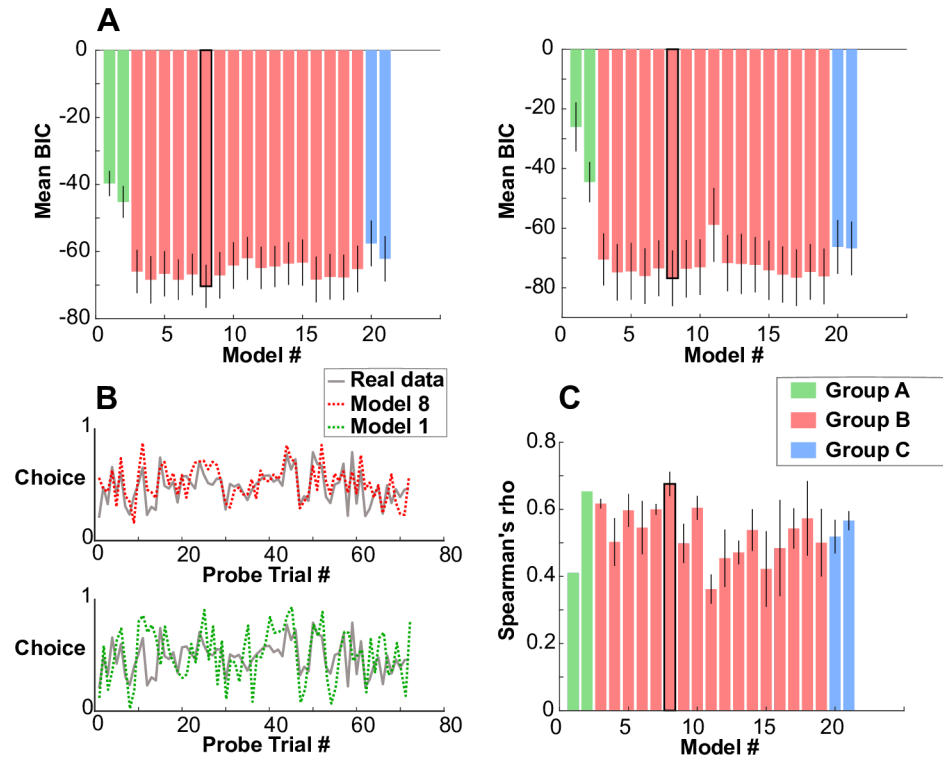 A
0
-20
-40
-60
-80
Mean BIC
0 5 10 15 20
Model #
0
-20
-40
-60
-80
Mean BIC
0 5 10 15 20
Model #
B
Real data
Model 8
Model 1
1
Choice
0
0 20 40 60 80
Probe Trial #
1
Choice
0
0 20 40 60 80
Probe Trial #
C
Group A
Group B
Group C
0.8
0.6
0.4
0.2
0
Spearman's rho
5 10 15 20
Model #